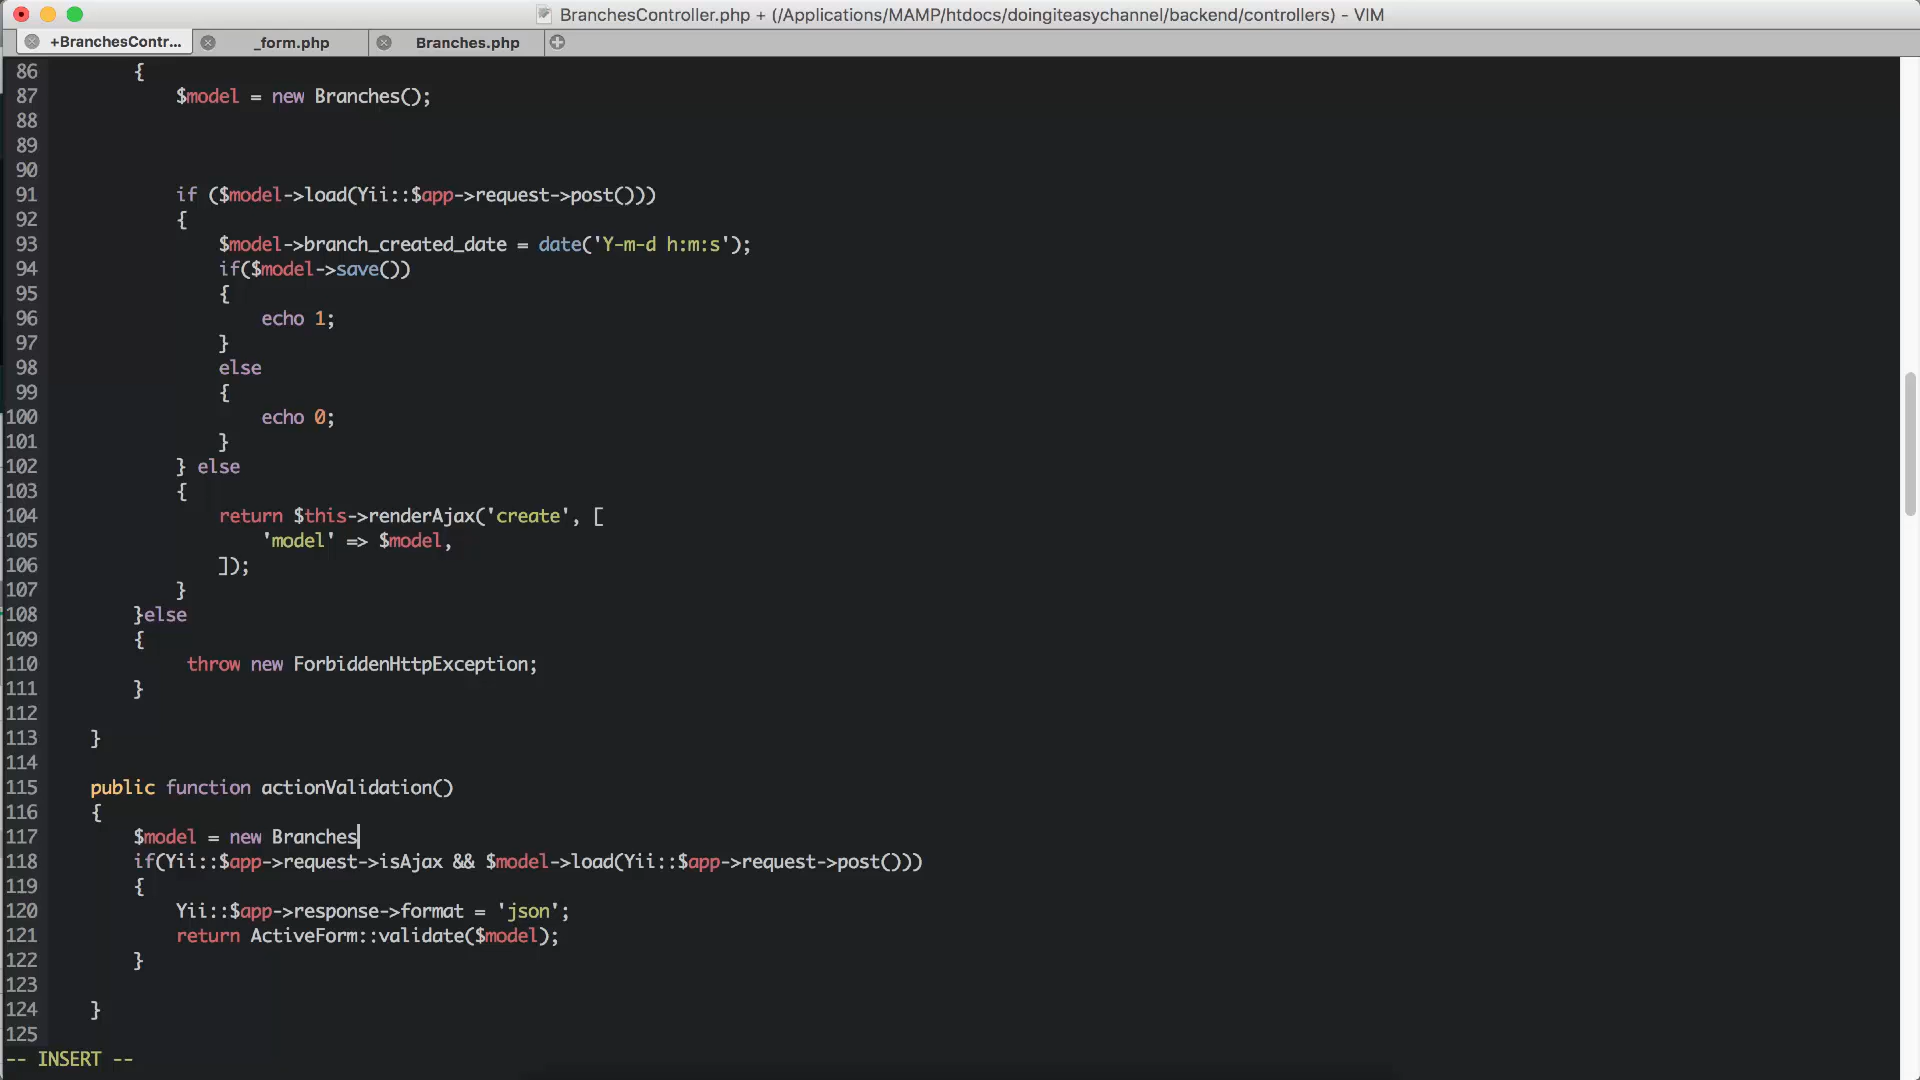 BranchesController.php + (/Applications/MAMP/htdocs/doingiteasychannel/backend/controllers) - VIM
+BranchesContr... _form.php Branches.php
86 {
87 $model = new Branches();
88
89
90
91 if ($model->load(Yii::$app->request->post()))
92 {
93 $model->branch_created_date = date('Y-m-d h:m:s');
94 if($model->save())
95 {
96 echo 1;
97 }
98 else
99 {
100 echo 0;
101 }
102 } else
103 {
104 return $this->renderAjax('create', [
105 'model' => $model,
106 ]);
107 }
108 }else
109 {
110 throw new ForbiddenHttpException;
111 }
112
113 }
114
115 public function actionValidation()
116 {
117 $model = new Branches
118 if(Yii::$app->request->isAjax && $model->load(Yii::$app->request->post()))
119 {
120 Yii::$app->response->format = 'json';
121 return ActiveForm::validate($model);
122 }
123
124 }
125
-- INSERT --